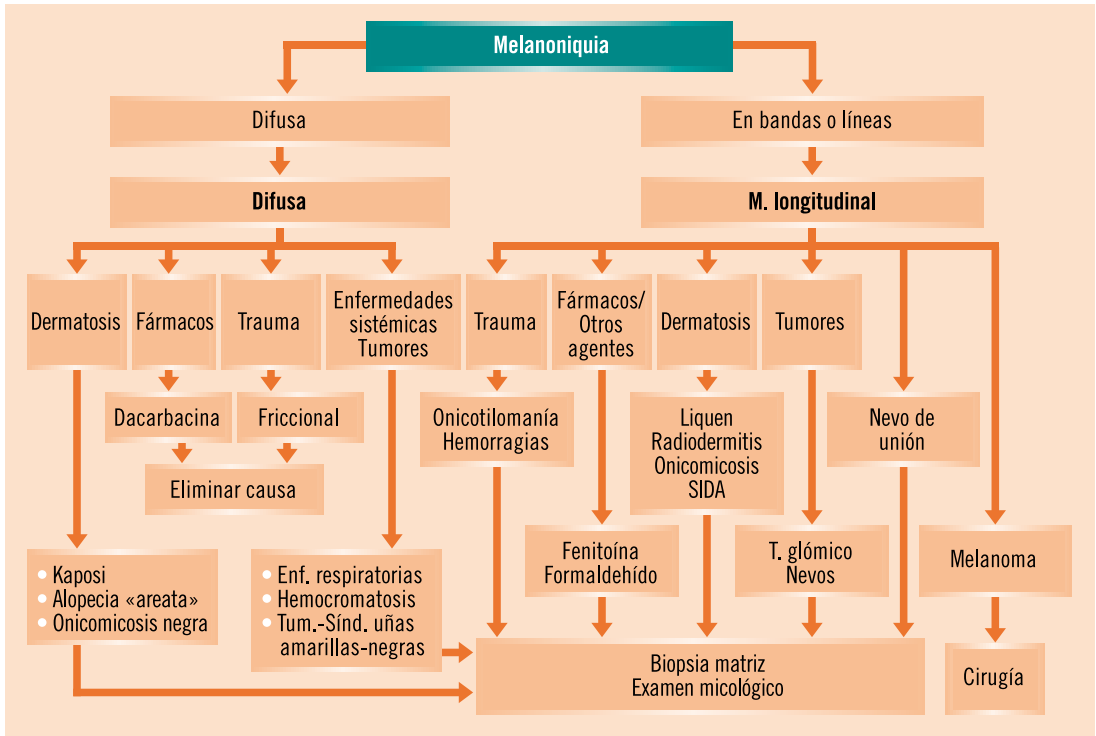 Melanoniquia
Difusa
En bandas o líneas
Difusa
M. longitudinal
Dermatosis
Fármacos
Trauma
Enfermedades
sistémicas
Tumores
Trauma
Fármacos/
Otros
agentes
Dermatosis
Tumores
Dacarbacina
Friccional
Eliminar causa
Onicotilomanía
Hemorragias
Liquen
Radiodermitis
Onicomicosis
SIDA
Nevo de
unión
Fenitoína
Formaldehído
T. glómico
Nevos
Melanoma
• Kaposi
• Alopecia «areata»
• Onicomicosis negra
• Enf. respiratorias
• Hemocromatosis
• Tum.-Sínd. uñas
amarillas-negras
Biopsia matriz
Examen micológico
Cirugía